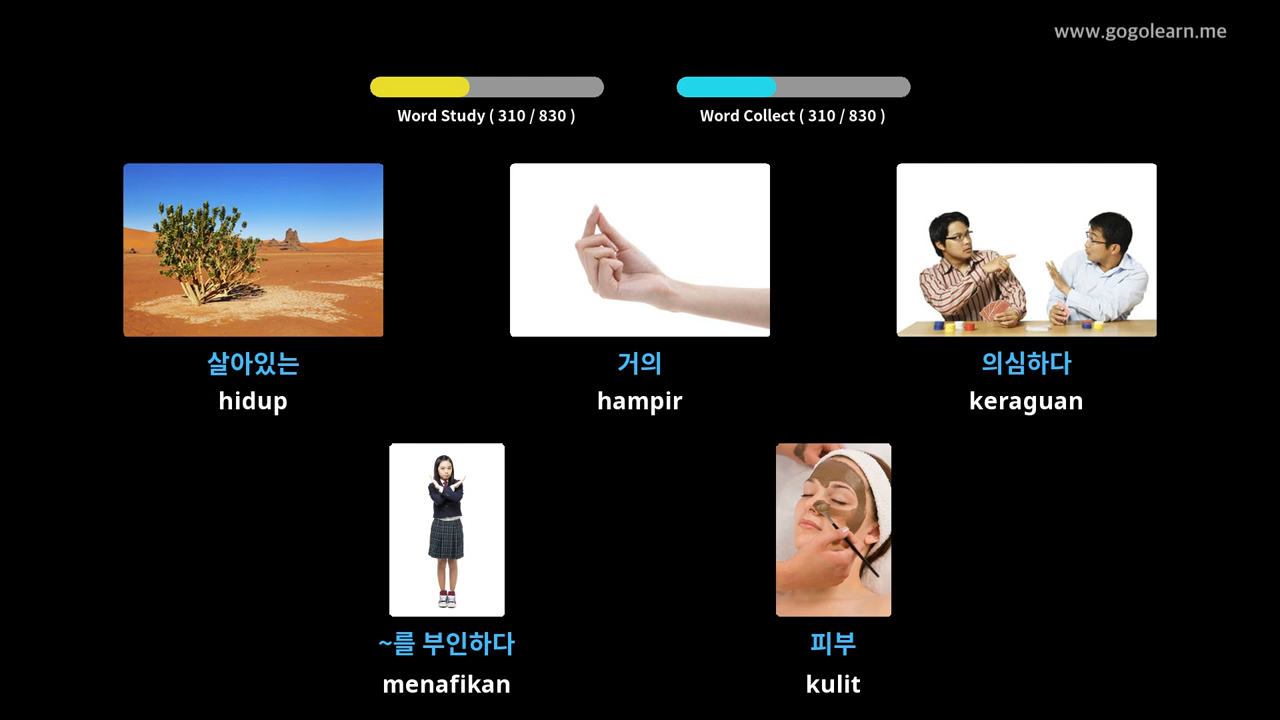 www.gogolearn.me
Word Study ( 310 / 830 )
Word Collect ( 310 / 830 )
살아있는
hidup
거의
hampir
의심하다
keraguan
~를 부인하다
menafikan
피부
kulit